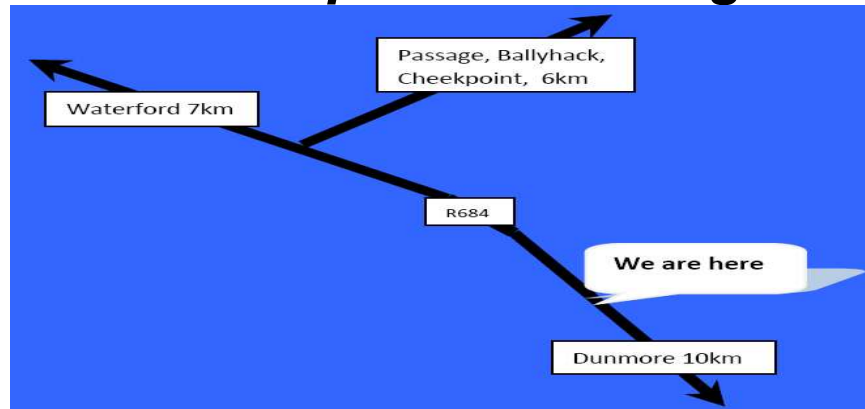 Passage, Ballyhack,
Cheekpoint, 6km
Waterford 7km
R684
We are here
Dunmore 10km